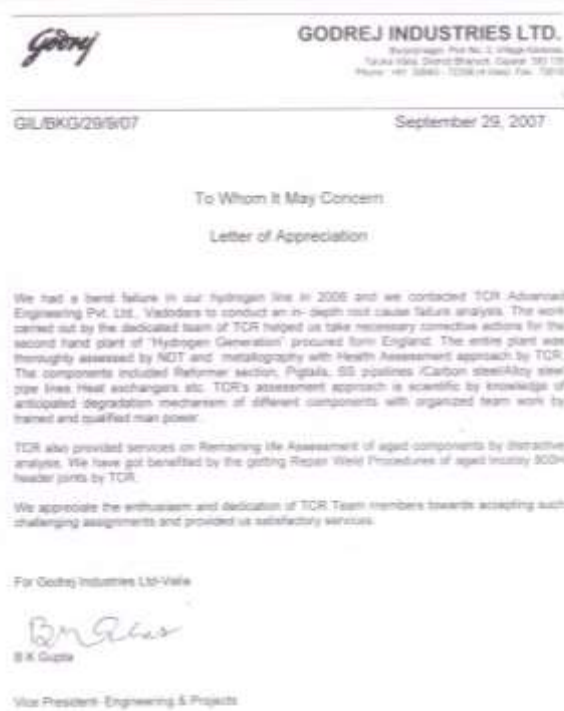 Godrej
GODREJ INDUSTRIES LTD.
GIL/BKG/29/9/07
September 29, 2007
To Whom It May Concern
Letter of Appreciation
We had a bend failure in our hydrogen line in 2006 and we contacted TCR Advanced
Engineering Pvt. Ltd., Vadodara to conduct an in- depth root cause failure analysis. The work
carried out by the dedicated team of TCR helped us take necessary corrective actions for the
second hand plant of "Hydrogen Generation" procured form England. The entire plant was
thoroughly assessed by NDT and metallography with Health Assessment approach by TCR.
The components included Reformer section, Pigtails, SS pipelines /Carbon steel/Alloy steel
pipe lines Heat exchangers etc. TCR's assessment approach is scientific by knowledge of
anticipated degradation mechanism of different components with organized team work by
trained and qualified man power.
TCR also provided services on Remaining life Assessment of aged components by distractive
analysis. We have got benefited by the getting Repair Weld Procedures of aged Incoloy 800H
header joints by TCR.
We appreciate the enthusiasm and dedication of TCR Team members towards accepting such
challenging assignments and provided us satisfactory services.
For Godrej Industries Ltd-Valia
B K Gupta
Vice President- Engineering & Projects